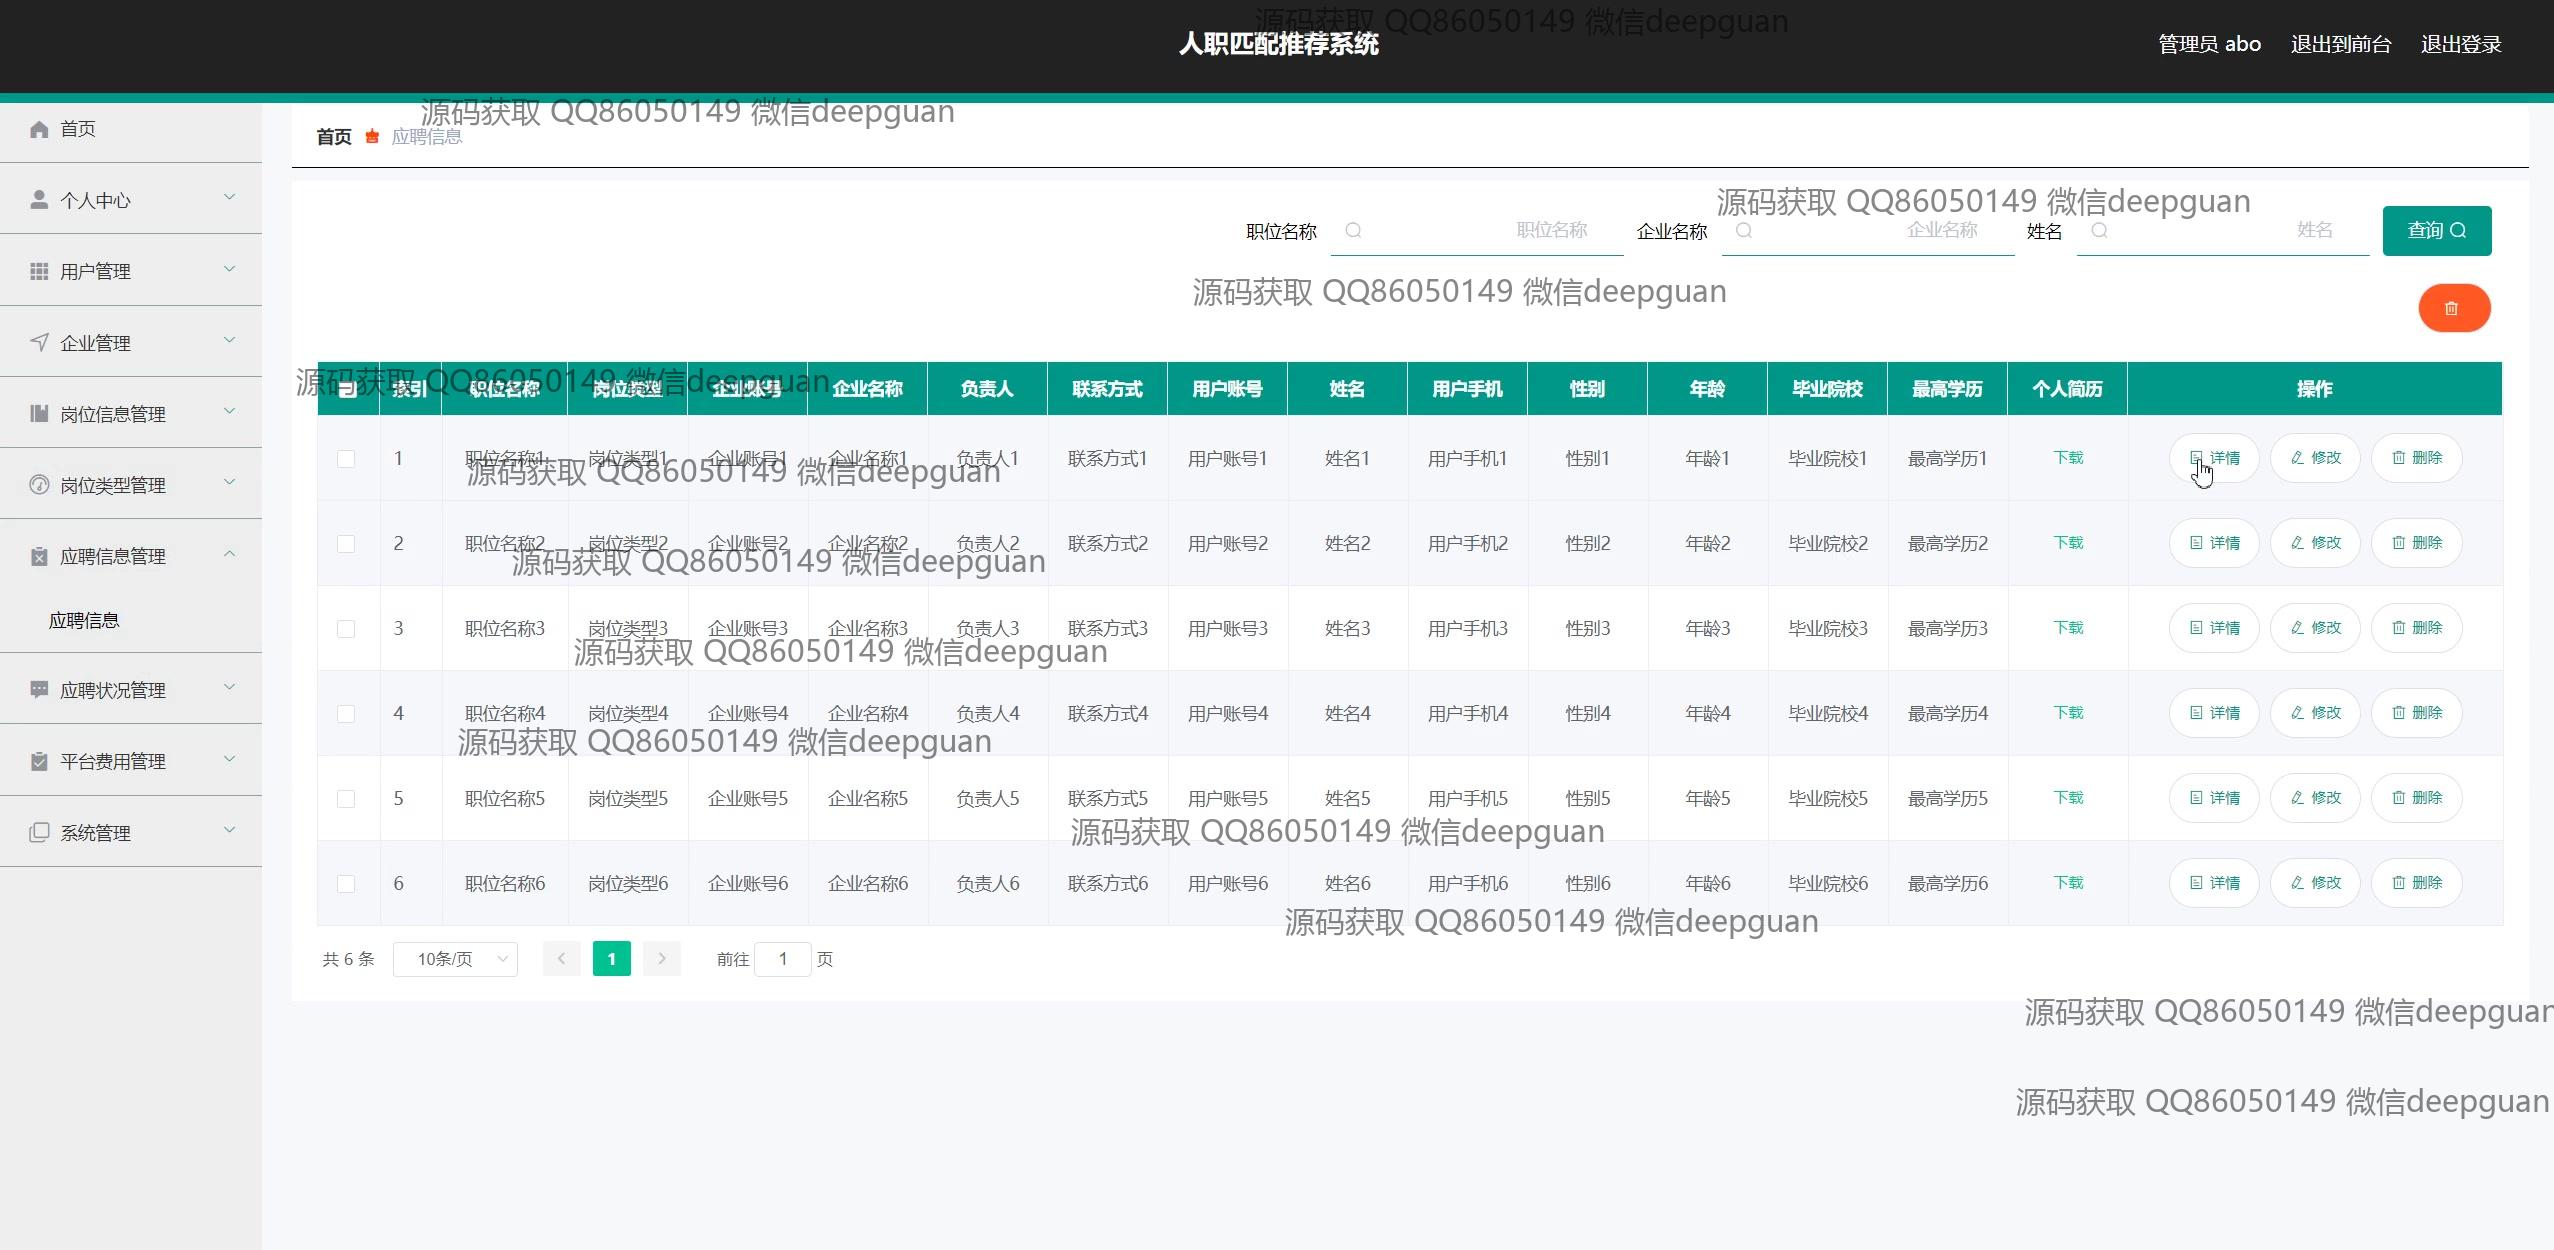 源码获取 QQ86050149 微信deepguan
人职匹配推荐系统
管理员 abo 退出到前台 退出登录
源码获取 QQ86050149 微信deepguan
首页
个人中心
用户管理
企业管理
岗位信息管理
岗位类型管理
应聘信息管理
应聘信息
应聘状况管理
平台费用管理
系统管理
首页 应聘信息
源码获取 QQ86050149 微信deepguan
职位名称 职位名称 企业名称 企业名称 姓名 姓名 查询
源码获取 QQ86050149 微信deepguan
源码获取 QQ86050149 微信deepguan
索引 职位名称 岗位类型 企业账号 企业名称 负责人 联系方式 用户账号 姓名 用户手机 性别 年龄 毕业院校 最高学历 个人简历 操作
1 职位名称1 岗位类型1 企业账号1 企业名称1 负责人1 联系方式1 用户账号1 姓名1 用户手机1 性别1 年龄1 毕业院校1 最高学历1 下载 详情 修改 删除
源码获取 QQ86050149 微信deepguan
2 职位名称2 岗位类型2 企业账号2 企业名称2 负责人2 联系方式2 用户账号2 姓名2 用户手机2 性别2 年龄2 毕业院校2 最高学历2 下载 详情 修改 删除
源码获取 QQ86050149 微信deepguan
3 职位名称3 岗位类型3 企业账号3 企业名称3 负责人3 联系方式3 用户账号3 姓名3 用户手机3 性别3 年龄3 毕业院校3 最高学历3 下载 详情 修改 删除
源码获取 QQ86050149 微信deepguan
4 职位名称4 岗位类型4 企业账号4 企业名称4 负责人4 联系方式4 用户账号4 姓名4 用户手机4 性别4 年龄4 毕业院校4 最高学历4 下载 详情 修改 删除
源码获取 QQ86050149 微信deepguan
5 职位名称5 岗位类型5 企业账号5 企业名称5 负责人5 联系方式5 用户账号5 姓名5 用户手机5 性别5 年龄5 毕业院校5 最高学历5 下载 详情 修改 删除
源码获取 QQ86050149 微信deepguan
6 职位名称6 岗位类型6 企业账号6 企业名称6 负责人6 联系方式6 用户账号6 姓名6 用户手机6 性别6 年龄6 毕业院校6 最高学历6 下载 详情 修改 删除
源码获取 QQ86050149 微信deepguan
共 6 条 10条/页 1 前往 1 页
源码获取 QQ86050149 微信deepguan
源码获取 QQ86050149 微信deepguan